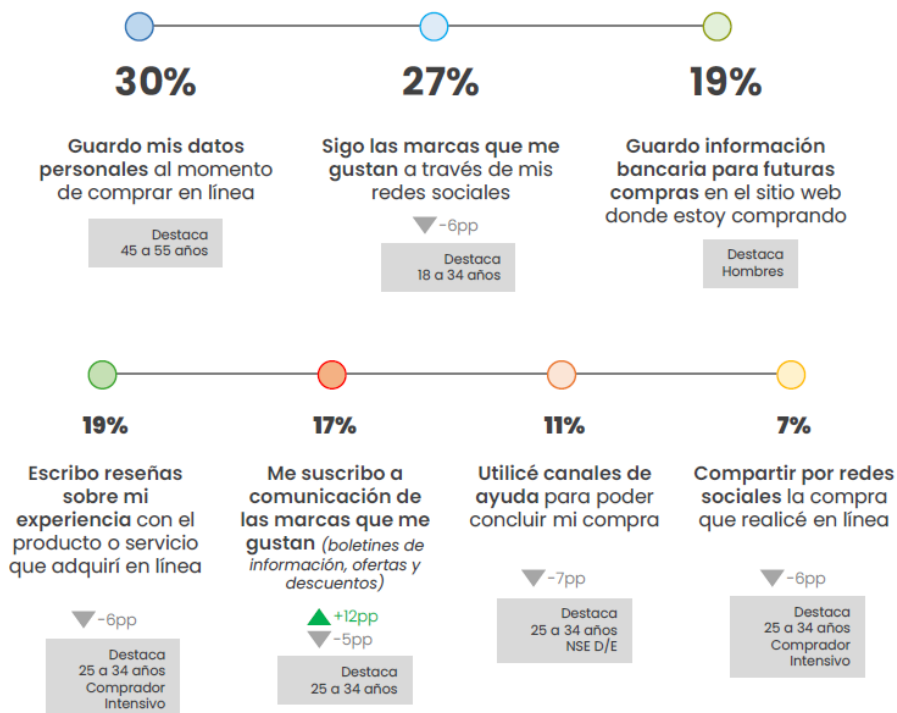 30%
27%
19%
Guardo mis datos
personales al momento
de comprar en línea
Destaca
45 a 55 años
Sigo las marcas que me
gustan a través de mis
redes sociales
-6pp
Destaca
18 a 34 años
Guardo información
bancaria para futuras
compras en el sitio web
donde estoy comprando
Destaca
Hombres
19%
17%
11%
7%
Escribo reseñas
sobre mi
experiencia con el
producto o servicio
que adquirí en línea
-6pp
Destaca
25 a 34 años
Comprador
Intensivo
Me suscribo a
comunicación de
las marcas que me
gustan (boletines de
información, ofertas y
descuentos)
+12pp
-5pp
Destaca
25 a 34 años
Utilicé canales de
ayuda para poder
concluir mi compra
-7pp
Destaca
25 a 34 años
NSE D/E
Compartir por redes
sociales la compra
que realicé en línea
-6pp
Destaca
25 a 34 años
Comprador
Intensivo